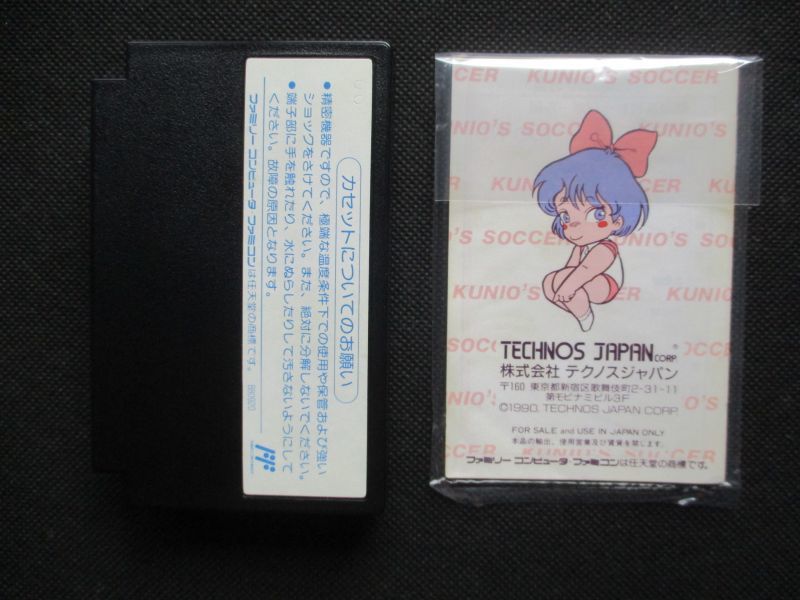 カセットについてのお願い
●精密機器ですので、極端な温度条件下での使用や保管および強い
ショックをさけてください。また、絶対に分解しないでください。
●端子部に手を触れたり、水にぬらしたりして汚さないようにして
ください。故障の原因となります。
ファミリーコンピュータ・ファミコンは任天堂の商標です。
KUNIO'S SOCCER
KUNIO'S SOCCER
KUNIO'S
SOCCER
KUNIO'S
TECHNOS JAPAN CORP.®
株式会社 テクノスジャパン
〒160 東京都新宿区歌舞伎町2-31-11
第モビナミビル3F
©1990, TECHNOS JAPAN CORP.
FOR SALE and USE IN JAPAN ONLY
本品の輸出、使用営業及び賃貸を禁じます。
ファミリーコンピュータ・ファミコンは任天堂の商標です。